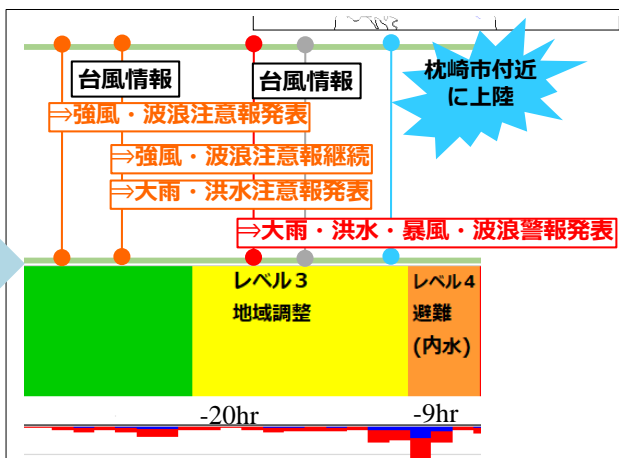 台風情報
台風情報
枕崎市付近
に上陸
⇒強風・波浪注意報発表
⇒強風・波浪注意報継続
⇒大雨・洪水注意報発表
⇒大雨・洪水・暴風・波浪警報発表
レベル３
地域調整
レベル４
避難
(内水)
-20hr
-9hr